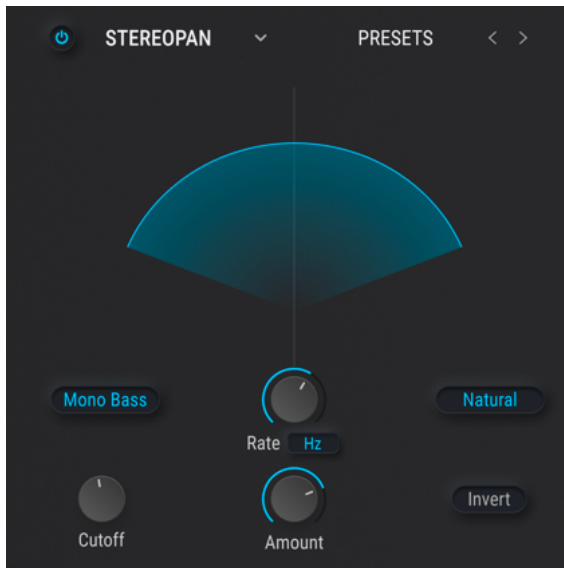 STEREOPAN
PRESETS
Mono Bass
Natural
Rate Hz
Invert
Cutoff
Amount